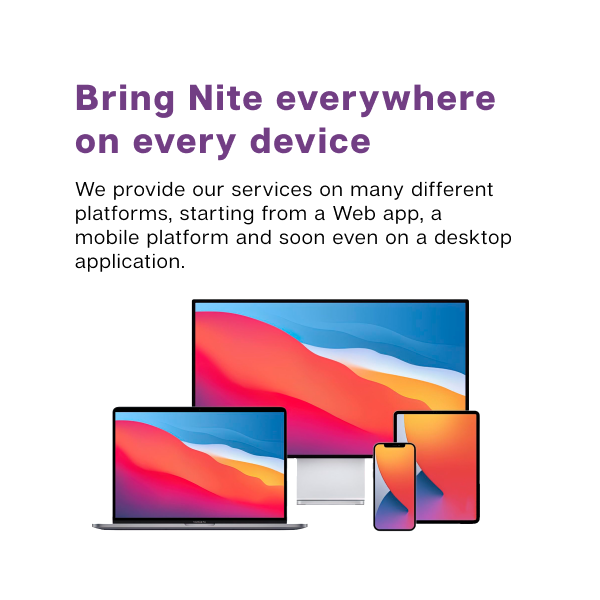 Bring Nite everywhere
on every device
We provide our services on many different
platforms, starting from a Web app, a
mobile platform and soon even on a desktop
application.